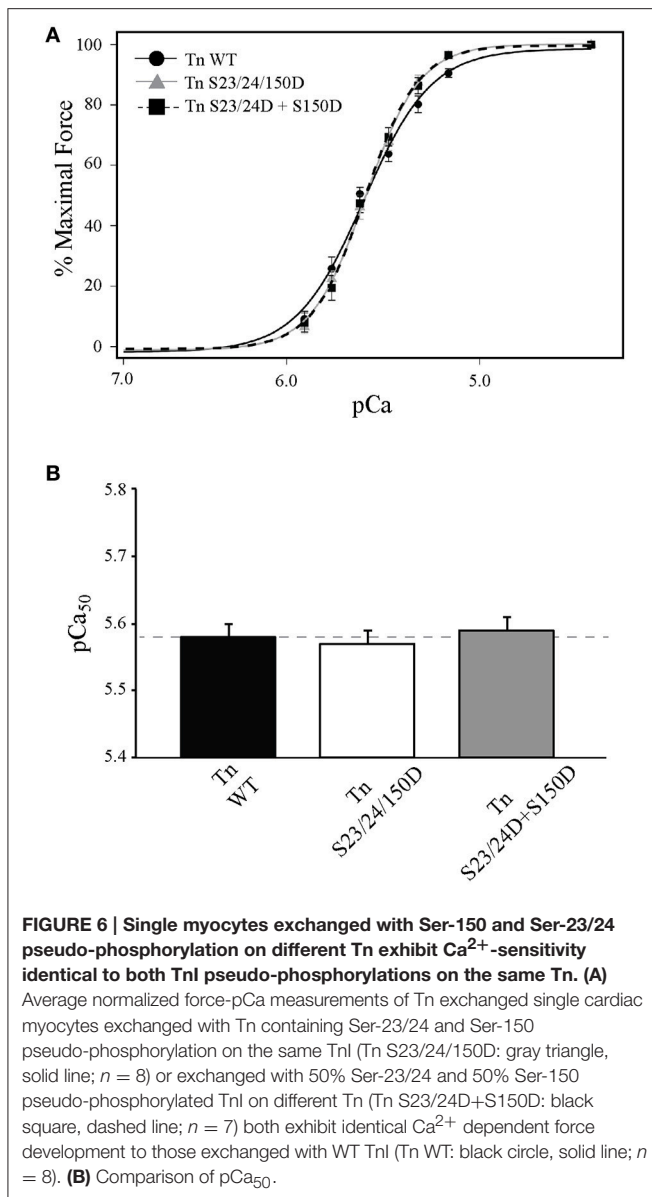 A
100
80
60
40
20
0
% Maximal Force
Tn WT
Tn S23/24/150D
Tn S23/24D + S150D
7.0 6.0 5.0
pCa
B
5.8
5.7
5.6
5.5
5.4
pCa50
Tn WT
Tn S23/24/150D
Tn S23/24D+S150D
FIGURE 6 | Single myocytes exchanged with Ser-150 and Ser-23/24
pseudo-phosphorylation on different Tn exhibit Ca2+-sensitivity
identical to both TnI pseudo-phosphorylations on the same Tn. (A)
Average normalized force-pCa measurements of Tn exchanged single cardiac
myocytes exchanged with Tn containing Ser-23/24 and Ser-150
pseudo-phosphorylation on the same TnI (Tn S23/24/150D: gray triangle,
solid line; n = 8) or exchanged with 50% Ser-23/24 and 50% Ser-150
pseudo-phosphorylated TnI on different Tn (Tn S23/24D+S150D: black
square, dashed line; n = 7) both exhibit identical Ca2+ dependent force
development to those exchanged with WT TnI (Tn WT: black circle, solid line; n
= 8). (B) Comparison of pCa50.